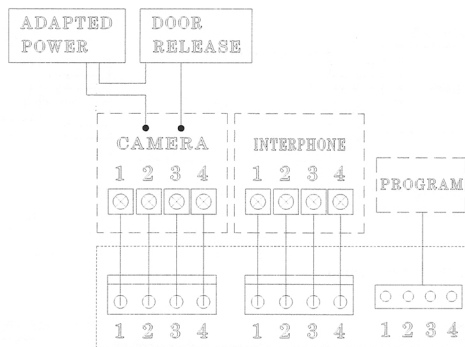 ADAPTED
POWER
DOOR
RELEASE
CAMERA
1 2 3 4
INTERPHONE
1 2 3 4
PROGRAM
1 2 3 4
1 2 3 4
1 2 3 4